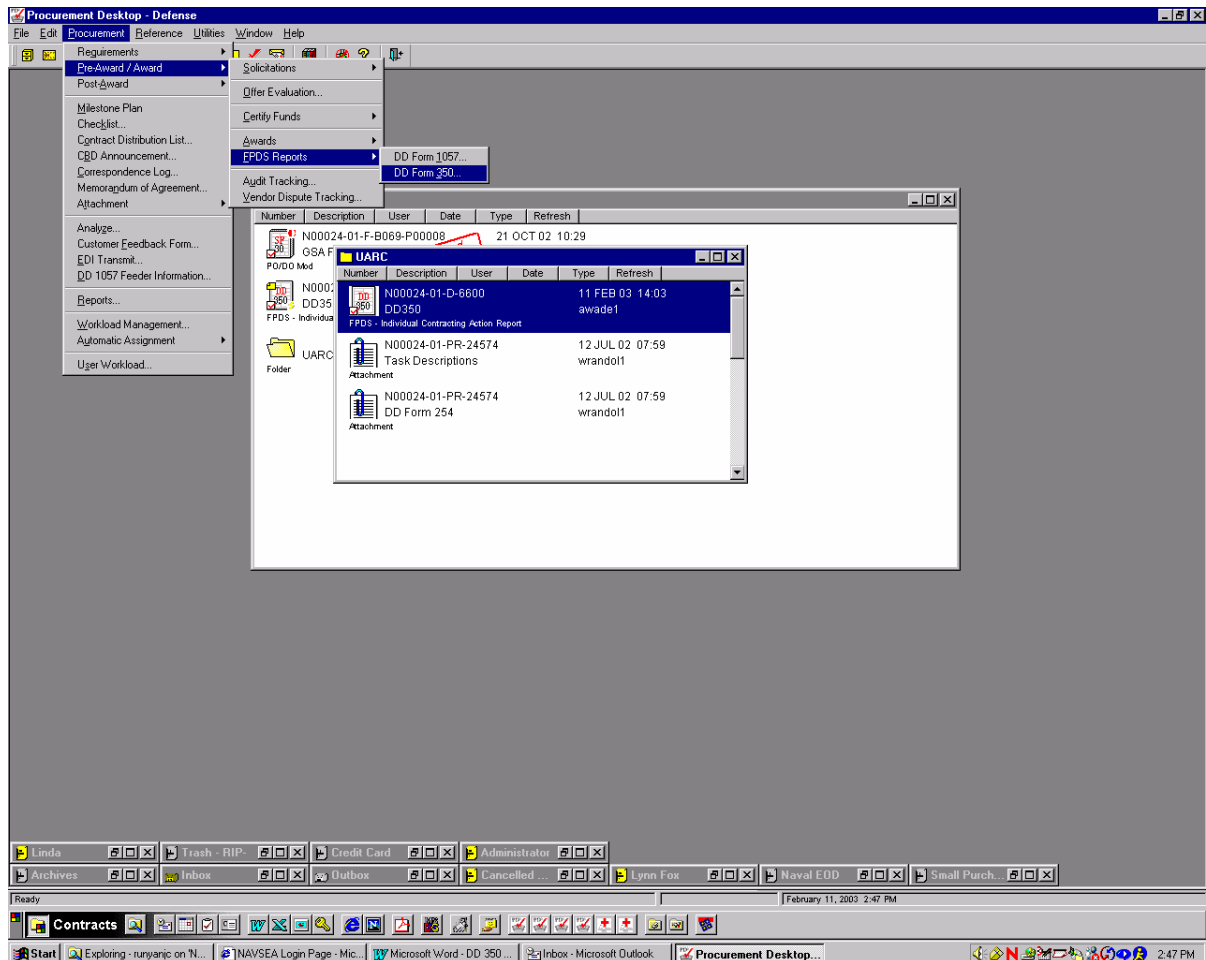 Procurement Desktop - Defense
File Edit Procurement Reference Utilities Window Help
Requirements
Pre-Award / Award
Post-Award
Milestone Plan
Checklist...
Contract Distribution List...
CBD Announcement...
Correspondence Log...
Memorandum of Agreement...
Attachment
Analyze...
Customer Feedback Form...
EDI Transmit...
DD 1057 Feeder Information...
Reports...
Workload Management...
Automatic Assignment
User Workload...
Solicitations
Offer Evaluation...
Certify Funds
Awards
FPDS Reports
Audit Tracking...
Vendor Dispute Tracking...
DD Form 1057...
DD Form 350...
Number Description User Date Type Refresh
N00024-01-F-B069-P00008 21 OCT 02 10:29
GSA F
PO/DO Mod
N0002
DD35
FPDS - Individua
UARC
Folder
UARC
Number Description User Date Type Refresh
N00024-01-D-6600 11 FEB 03 14:03
DD350 awade1
FPDS - Individual Contracting Action Report
N00024-01-PR-24574 12 JUL 02 07:59
Task Descriptions wrandol1
Attachment
N00024-01-PR-24574 12 JUL 02 07:59
DD Form 254 wrandol1
Attachment
Linda Trash - RIP- Credit Card Administrator
Archives Inbox Outbox Cancelled ... Lynn Fox Naval EOD Small Purch...
Ready February 11, 2003 2:47 PM
Contracts
Start Exploring - runyanjc on 'N... NAVSEA Login Page - Mic... Microsoft Word - DD 350 ... Inbox - Microsoft Outlook Procurement Desktop... 2:47 PM